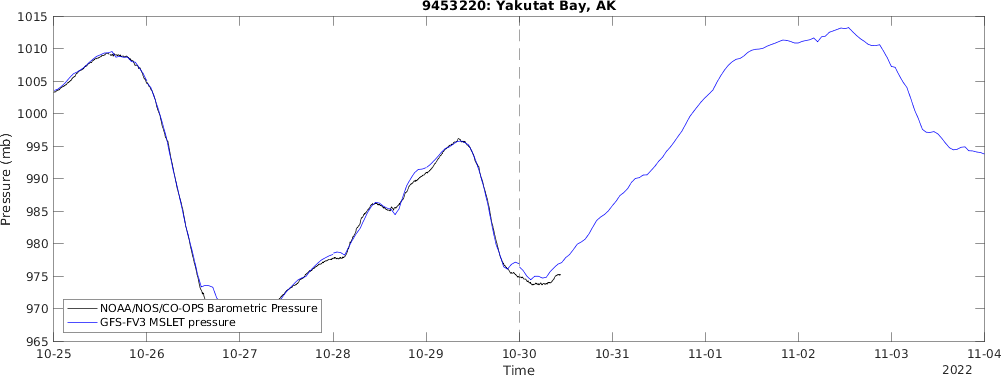 9453220: Yakutat Bay, AK
Pressure (mb)
1015
1010
1005
1000
995
990
985
980
975
970
965
NOAA/NOS/CO-OPS Barometric Pressure
GFS-FV3 MSLET pressure
10-25 10-26 10-27 10-28 10-29 10-30 10-31 11-01 11-02 11-03 11-04
Time
2022